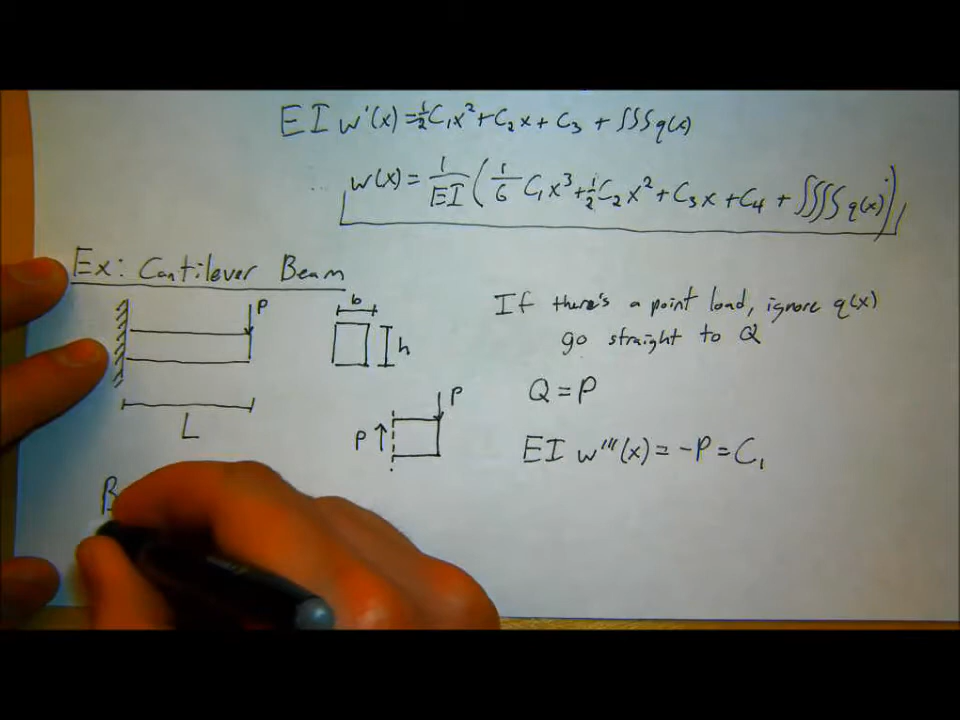 EI w'(x) = ½C₁x² + C₂x + C₃ + ∫∫∫q(x)
w(x) = 1/EI (1/6 C₁x³ + ½C₂x² + C₃x + C₄ + ∫∫∫∫q(x))
Ex: Cantilever Beam
P
b
h
L
If there's a point load, ignore q(x)
go straight to Q
Q = P
P
P
EI w'''(x) = -P = C₁
B